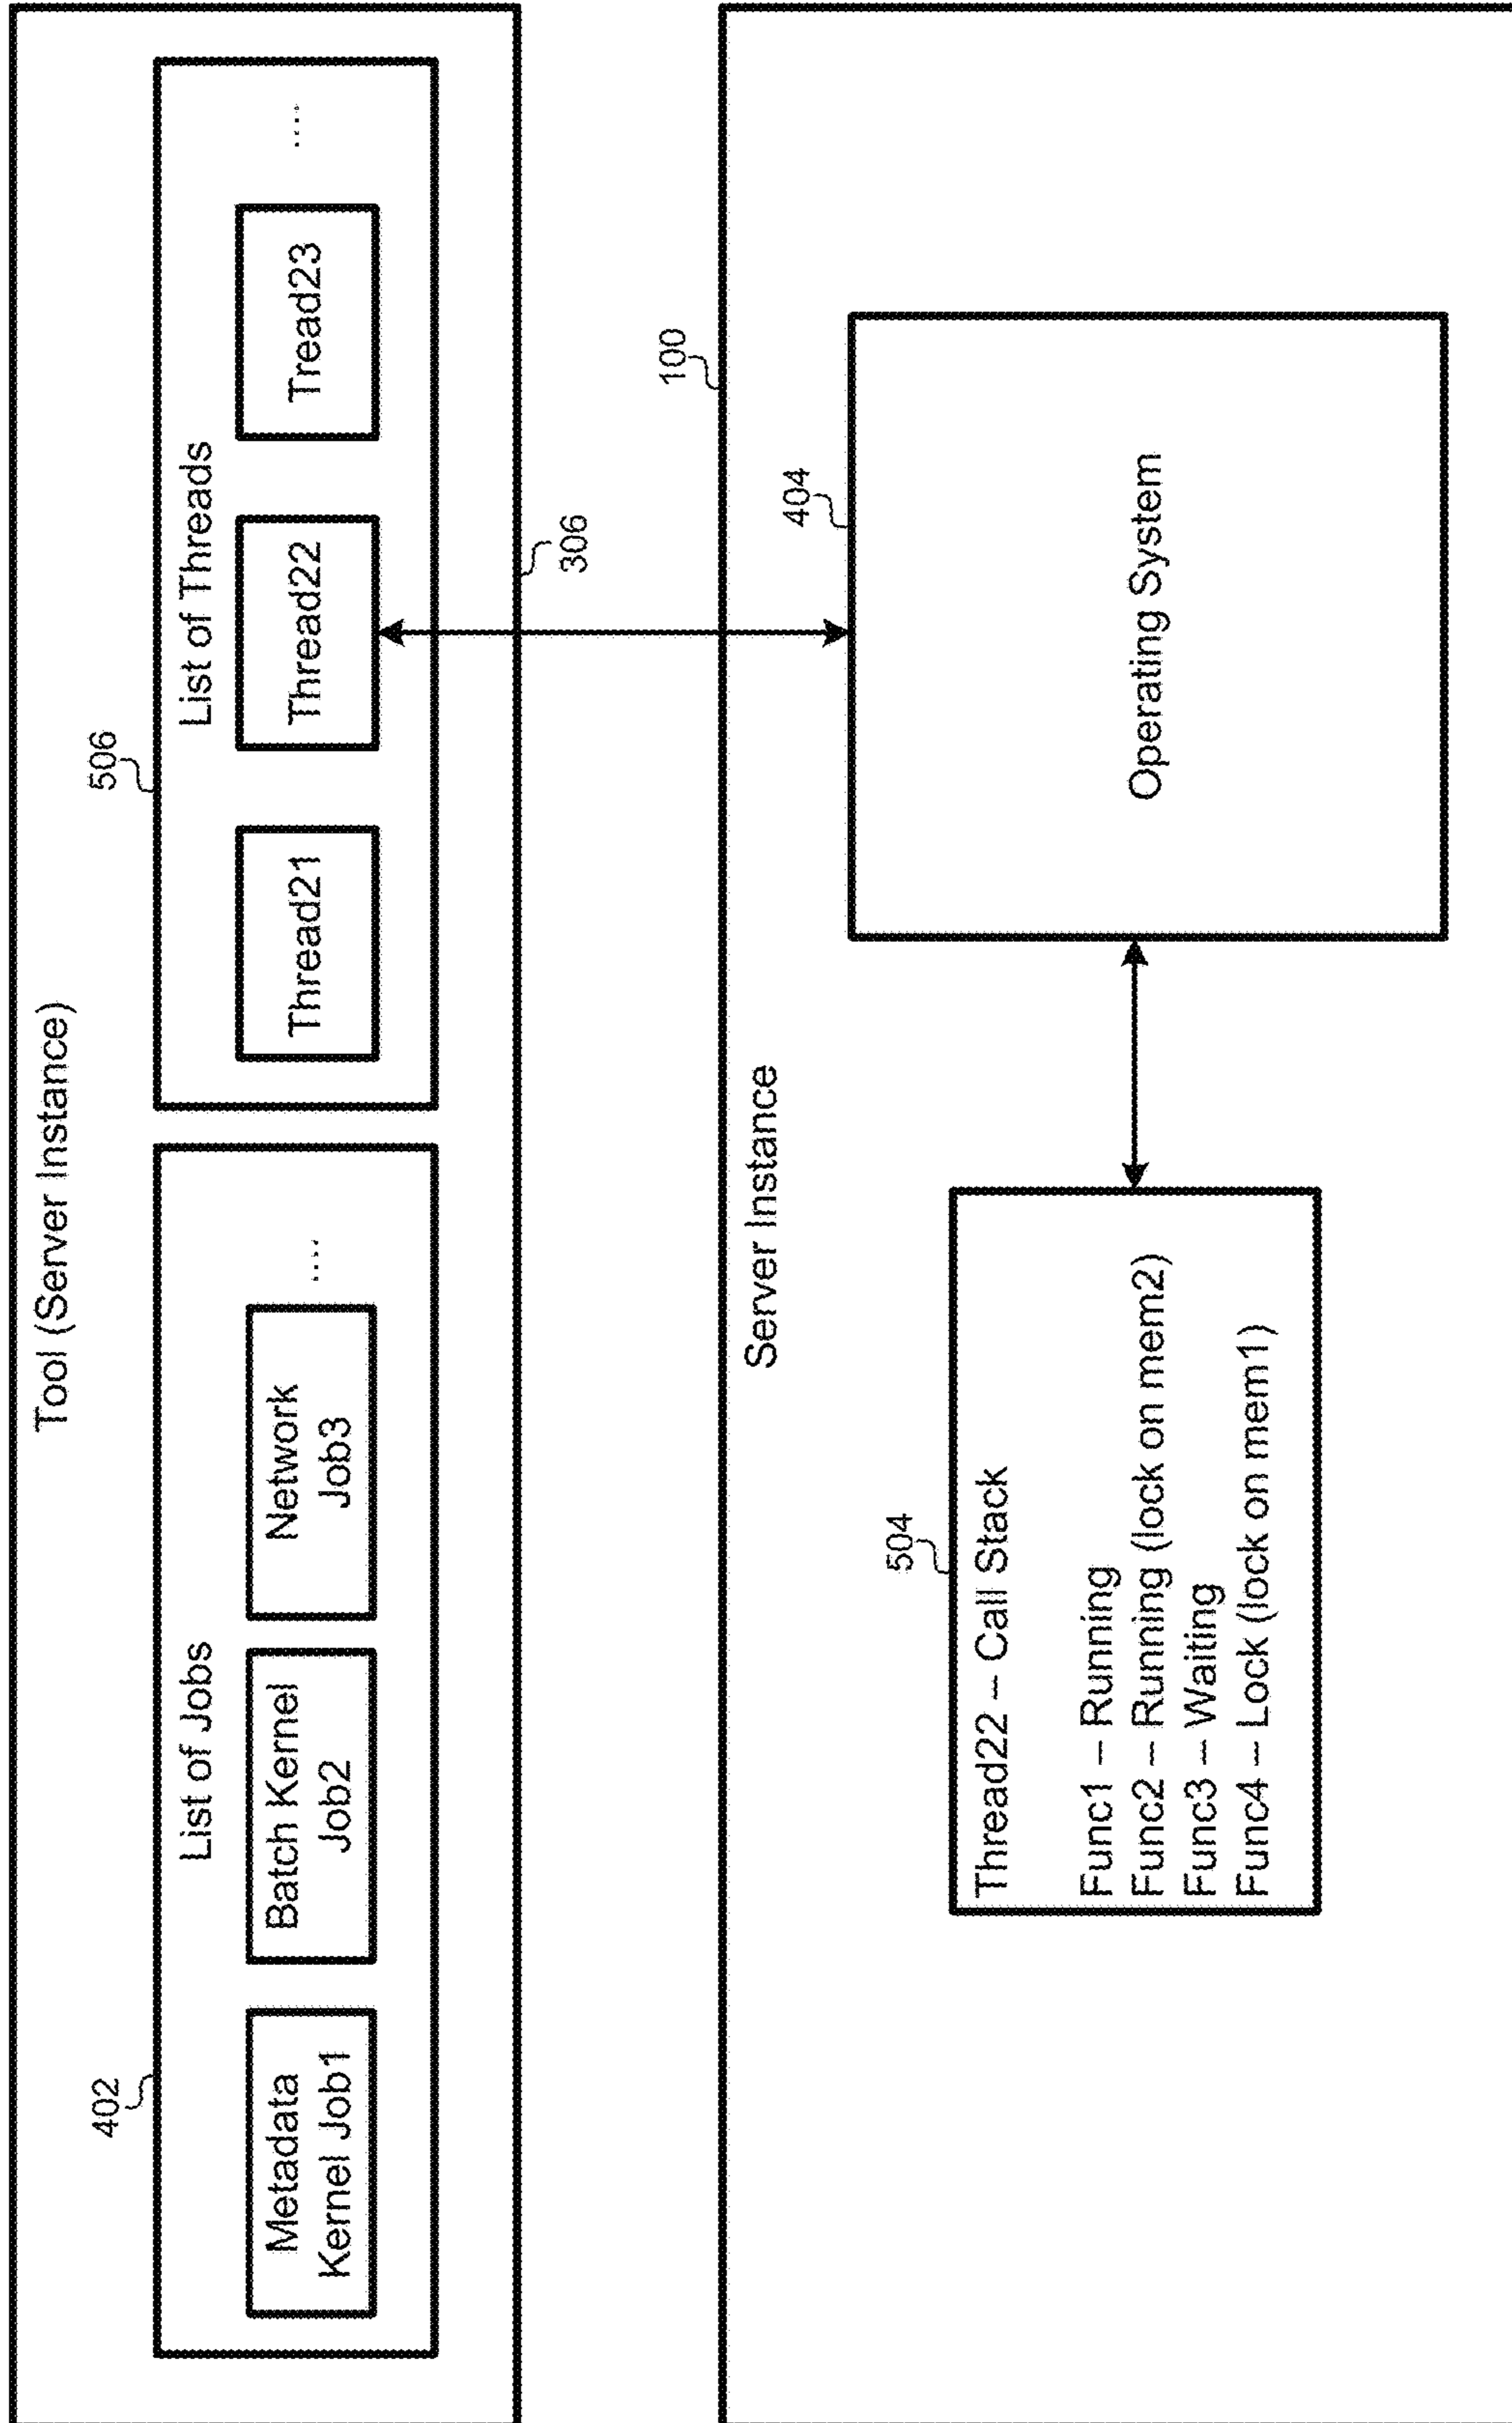 Tool (Server Instance)
402
List of Jobs
Metadata
Kernel Job1
Batch Kernel
Job2
Network
Job3
....
506
List of Threads
Thread21
Thread22
Tread23
....
306
100
Server Instance
504
Thread22 – Call Stack
Func1 – Running
Func2 – Running (lock on mem2)
Func3 – Waiting
Func4 – Lock (lock on mem1)
404
Operating System